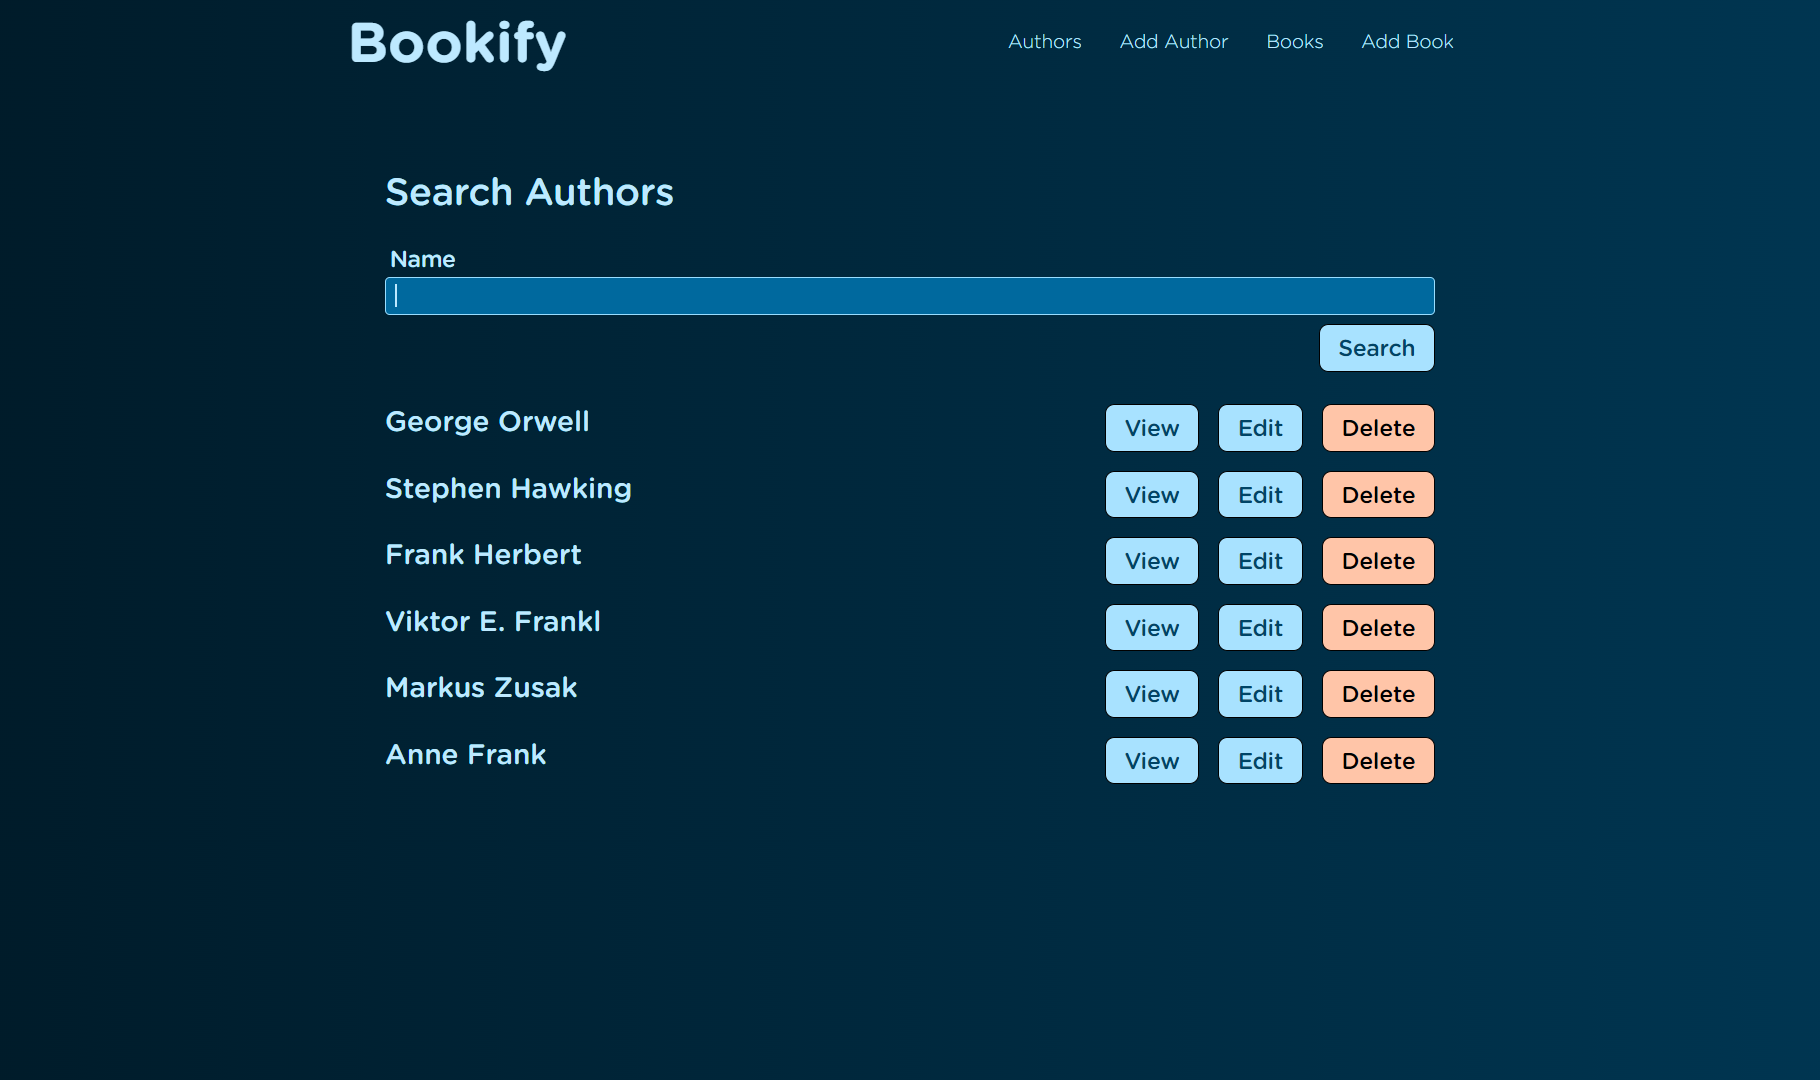 Bookify
Authors Add Author Books Add Book
Search Authors
Name
Search
George Orwell View Edit Delete
Stephen Hawking View Edit Delete
Frank Herbert View Edit Delete
Viktor E. Frankl View Edit Delete
Markus Zusak View Edit Delete
Anne Frank View Edit Delete